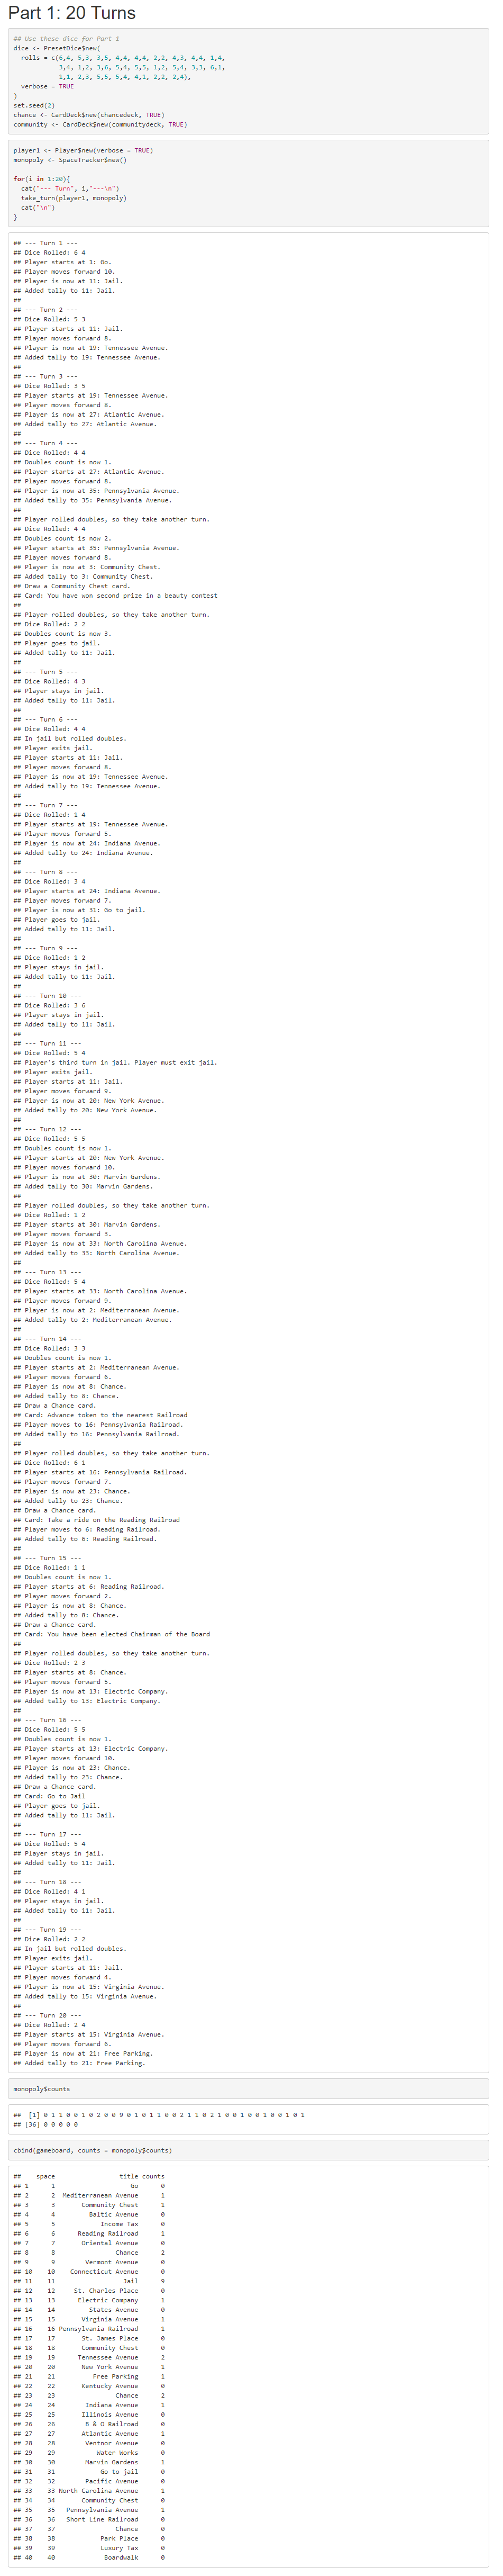 Part 1: 20 Turns
## Use these dice for Part 1
dice <- PresetDice$new(
rolls = c(6,4, 5,3, 3,5, 4,4, 4,4, 2,2, 4,3, 4,4, 1,4,
3,4, 1,2, 3,6, 5,4, 5,5, 1,2, 5,4, 3,3, 6,1,
1,1, 2,3, 5,5, 5,4, 4,1, 2,2, 2,4),
verbose = TRUE
)
set.seed(2)
chance <- CardDeck$new(chancedeck, TRUE)
community <- CardDeck$new(communitydeck, TRUE)
player1 <- Player$new(verbose = TRUE)
monopoly <- SpaceTracker$new()
for(i in 1:20){
cat("--- Turn", i,"---\n")
take_turn(player1, monopoly)
cat("\n")
}
## --- Turn 1 ---
## Dice Rolled: 6 4
## Player starts at 1: Go.
## Player moves forward 10.
## Player is now at 11: Jail.
## Added tally to 11: Jail.
##
## --- Turn 2 ---
## Dice Rolled: 5 3
## Player starts at 11: Jail.
## Player moves forward 8.
## Player is now at 19: Tennessee Avenue.
## Added tally to 19: Tennessee Avenue.
##
## --- Turn 3 ---
## Dice Rolled: 3 5
## Player starts at 19: Tennessee Avenue.
## Player moves forward 8.
## Player is now at 27: Atlantic Avenue.
## Added tally to 27: Atlantic Avenue.
##
## --- Turn 4 ---
## Dice Rolled: 4 4
## Doubles count is now 1.
## Player starts at 27: Atlantic Avenue.
## Player moves forward 8.
## Player is now at 35: Pennsylvania Avenue.
## Added tally to 35: Pennsylvania Avenue.
##
## Player rolled doubles, so they take another turn.
## Dice Rolled: 4 4
## Doubles count is now 2.
## Player starts at 35: Pennsylvania Avenue.
## Player moves forward 8.
## Player is now at 3: Community Chest.
## Added tally to 3: Community Chest.
## Draw a Community Chest card.
## Card: You have won second prize in a beauty contest
##
## Player rolled doubles, so they take another turn.
## Dice Rolled: 2 2
## Doubles count is now 3.
## Player goes to jail.
## Added tally to 11: Jail.
##
## --- Turn 5 ---
## Dice Rolled: 4 3
## Player stays in jail.
## Added tally to 11: Jail.
##
## --- Turn 6 ---
## Dice Rolled: 4 4
## In jail but rolled doubles.
## Player exits jail.
## Player starts at 11: Jail.
## Player moves forward 8.
## Player is now at 19: Tennessee Avenue.
## Added tally to 19: Tennessee Avenue.
##
## --- Turn 7 ---
## Dice Rolled: 1 4
## Player starts at 19: Tennessee Avenue.
## Player moves forward 5.
## Player is now at 24: Indiana Avenue.
## Added tally to 24: Indiana Avenue.
##
## --- Turn 8 ---
## Dice Rolled: 3 4
## Player starts at 24: Indiana Avenue.
## Player moves forward 7.
## Player is now at 31: Go to jail.
## Player goes to jail.
## Added tally to 11: Jail.
##
## --- Turn 9 ---
## Dice Rolled: 1 2
## Player stays in jail.
## Added tally to 11: Jail.
##
## --- Turn 10 ---
## Dice Rolled: 3 6
## Player stays in jail.
## Added tally to 11: Jail.
##
## --- Turn 11 ---
## Dice Rolled: 5 4
## Player's third turn in jail. Player must exit jail.
## Player exits jail.
## Player starts at 11: Jail.
## Player moves forward 9.
## Player is now at 20: New York Avenue.
## Added tally to 20: New York Avenue.
##
## --- Turn 12 ---
## Dice Rolled: 5 5
## Doubles count is now 1.
## Player starts at 20: New York Avenue.
## Player moves forward 10.
## Player is now at 30: Marvin Gardens.
## Added tally to 30: Marvin Gardens.
##
## Player rolled doubles, so they take another turn.
## Dice Rolled: 1 2
## Player starts at 30: Marvin Gardens.
## Player moves forward 3.
## Player is now at 33: North Carolina Avenue.
## Added tally to 33: North Carolina Avenue.
##
## --- Turn 13 ---
## Dice Rolled: 5 4
## Player starts at 33: North Carolina Avenue.
## Player moves forward 9.
## Player is now at 2: Mediterranean Avenue.
## Added tally to 2: Mediterranean Avenue.
##
## --- Turn 14 ---
## Dice Rolled: 3 3
## Doubles count is now 1.
## Player starts at 2: Mediterranean Avenue.
## Player moves forward 6.
## Player is now at 8: Chance.
## Added tally to 8: Chance.
## Draw a Chance card.
## Card: Advance token to the nearest Railroad
## Player moves to 16: Pennsylvania Railroad.
## Added tally to 16: Pennsylvania Railroad.
##
## Player rolled doubles, so they take another turn.
## Dice Rolled: 6 1
## Player starts at 16: Pennsylvania Railroad.
## Player moves forward 7.
## Player is now at 23: Chance.
## Added tally to 23: Chance.
## Draw a Chance card.
## Card: Take a ride on the Reading Railroad
## Player moves to 6: Reading Railroad.
## Added tally to 6: Reading Railroad.
##
## --- Turn 15 ---
## Dice Rolled: 1 1
## Doubles count is now 1.
## Player starts at 6: Reading Railroad.
## Player moves forward 2.
## Player is now at 8: Chance.
## Added tally to 8: Chance.
## Draw a Chance card.
## Card: You have been elected Chairman of the Board
##
## Player rolled doubles, so they take another turn.
## Dice Rolled: 2 3
## Player starts at 8: Chance.
## Player moves forward 5.
## Player is now at 13: Electric Company.
## Added tally to 13: Electric Company.
##
## --- Turn 16 ---
## Dice Rolled: 5 5
## Doubles count is now 1.
## Player starts at 13: Electric Company.
## Player moves forward 10.
## Player is now at 23: Chance.
## Added tally to 23: Chance.
## Draw a Chance card.
## Card: Go to Jail
## Player goes to jail.
## Added tally to 11: Jail.
##
## --- Turn 17 ---
## Dice Rolled: 5 4
## Player stays in jail.
## Added tally to 11: Jail.
##
## --- Turn 18 ---
## Dice Rolled: 4 1
## Player stays in jail.
## Added tally to 11: Jail.
##
## --- Turn 19 ---
## Dice Rolled: 2 2
## In jail but rolled doubles.
## Player exits jail.
## Player starts at 11: Jail.
## Player moves forward 4.
## Player is now at 15: Virginia Avenue.
## Added tally to 15: Virginia Avenue.
##
## --- Turn 20 ---
## Dice Rolled: 2 4
## Player starts at 15: Virginia Avenue.
## Player moves forward 6.
## Player is now at 21: Free Parking.
## Added tally to 21: Free Parking.
monopoly$counts
## [1] 0 1 1 0 0 1 0 2 0 0 9 0 1 0 1 1 0 0 2 1 1 0 2 1 0 0 1 0 0 1 0 0 1 0 1
## [36] 0 0 0 0 0
cbind(gameboard, counts = monopoly$counts)
## space title counts
## 1 1 Go 0
## 2 2 Mediterranean Avenue 1
## 3 3 Community Chest 1
## 4 4 Baltic Avenue 0
## 5 5 Income Tax 0
## 6 6 Reading Railroad 1
## 7 7 Oriental Avenue 0
## 8 8 Chance 2
## 9 9 Vermont Avenue 0
## 10 10 Connecticut Avenue 0
## 11 11 Jail 9
## 12 12 St. Charles Place 0
## 13 13 Electric Company 1
## 14 14 States Avenue 0
## 15 15 Virginia Avenue 1
## 16 16 Pennsylvania Railroad 1
## 17 17 St. James Place 0
## 18 18 Community Chest 0
## 19 19 Tennessee Avenue 2
## 20 20 New York Avenue 1
## 21 21 Free Parking 1
## 22 22 Kentucky Avenue 0
## 23 23 Chance 2
## 24 24 Indiana Avenue 1
## 25 25 Illinois Avenue 0
## 26 26 B & O Railroad 0
## 27 27 Atlantic Avenue 1
## 28 28 Ventnor Avenue 0
## 29 29 Water Works 0
## 30 30 Marvin Gardens 1
## 31 31 Go to jail 0
## 32 32 Pacific Avenue 0
## 33 33 North Carolina Avenue 1
## 34 34 Community Chest 0
## 35 35 Pennsylvania Avenue 1
## 36 36 Short Line Railroad 0
## 37 37 Chance 0
## 38 38 Park Place 0
## 39 39 Luxury Tax 0
## 40 40 Boardwalk 0